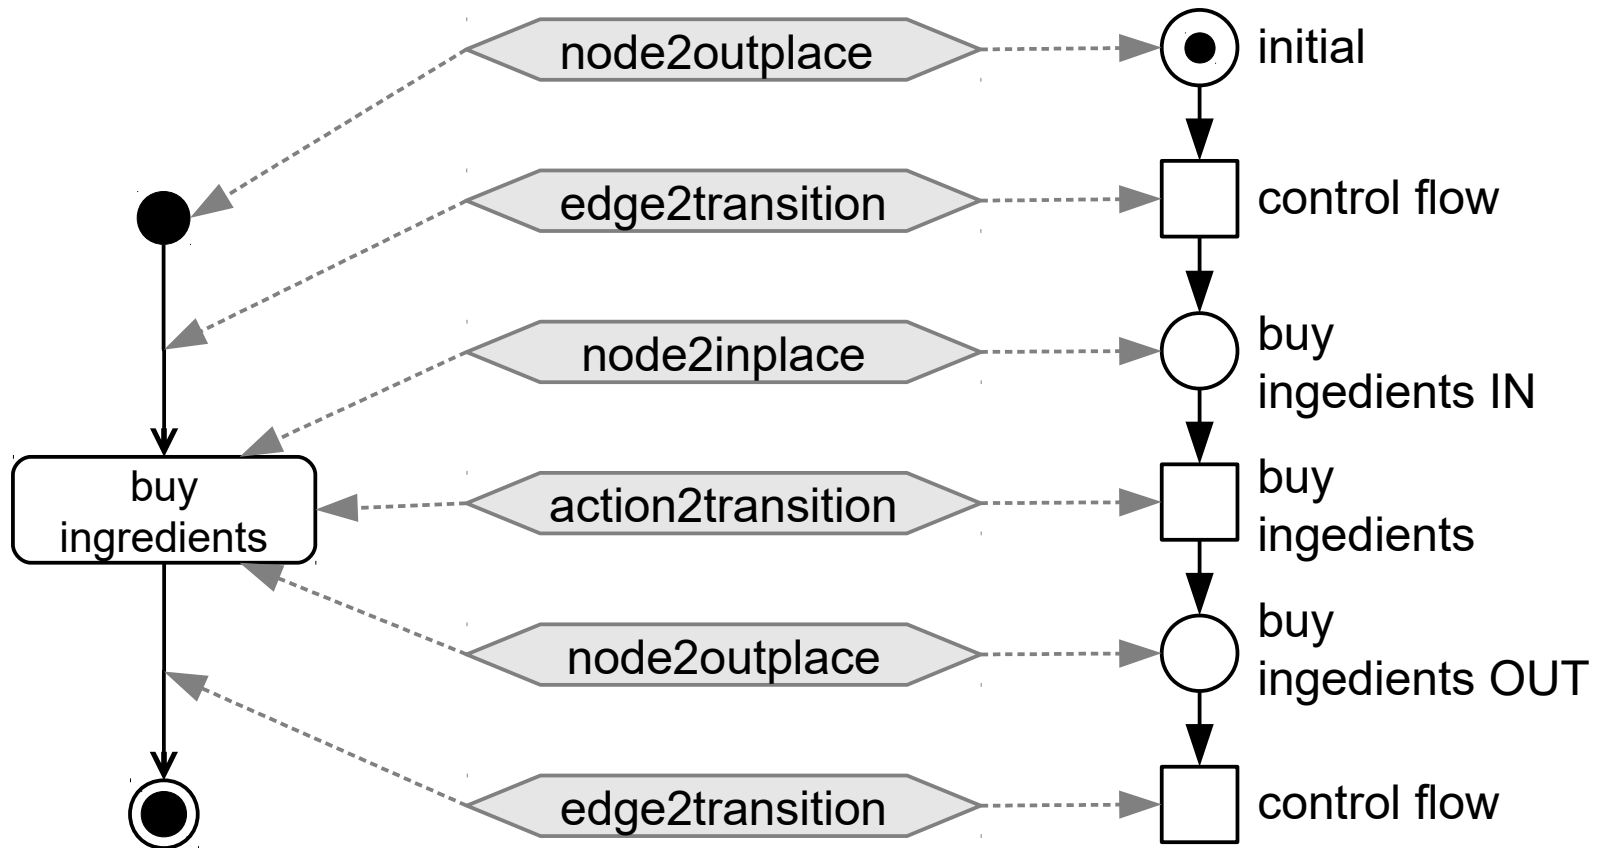 node2outplace
initial
edge2transition
control flow
node2inplace
buy
ingedients IN
buy
ingredients
action2transition
buy
ingedients
node2outplace
buy
ingedients OUT
edge2transition
control flow